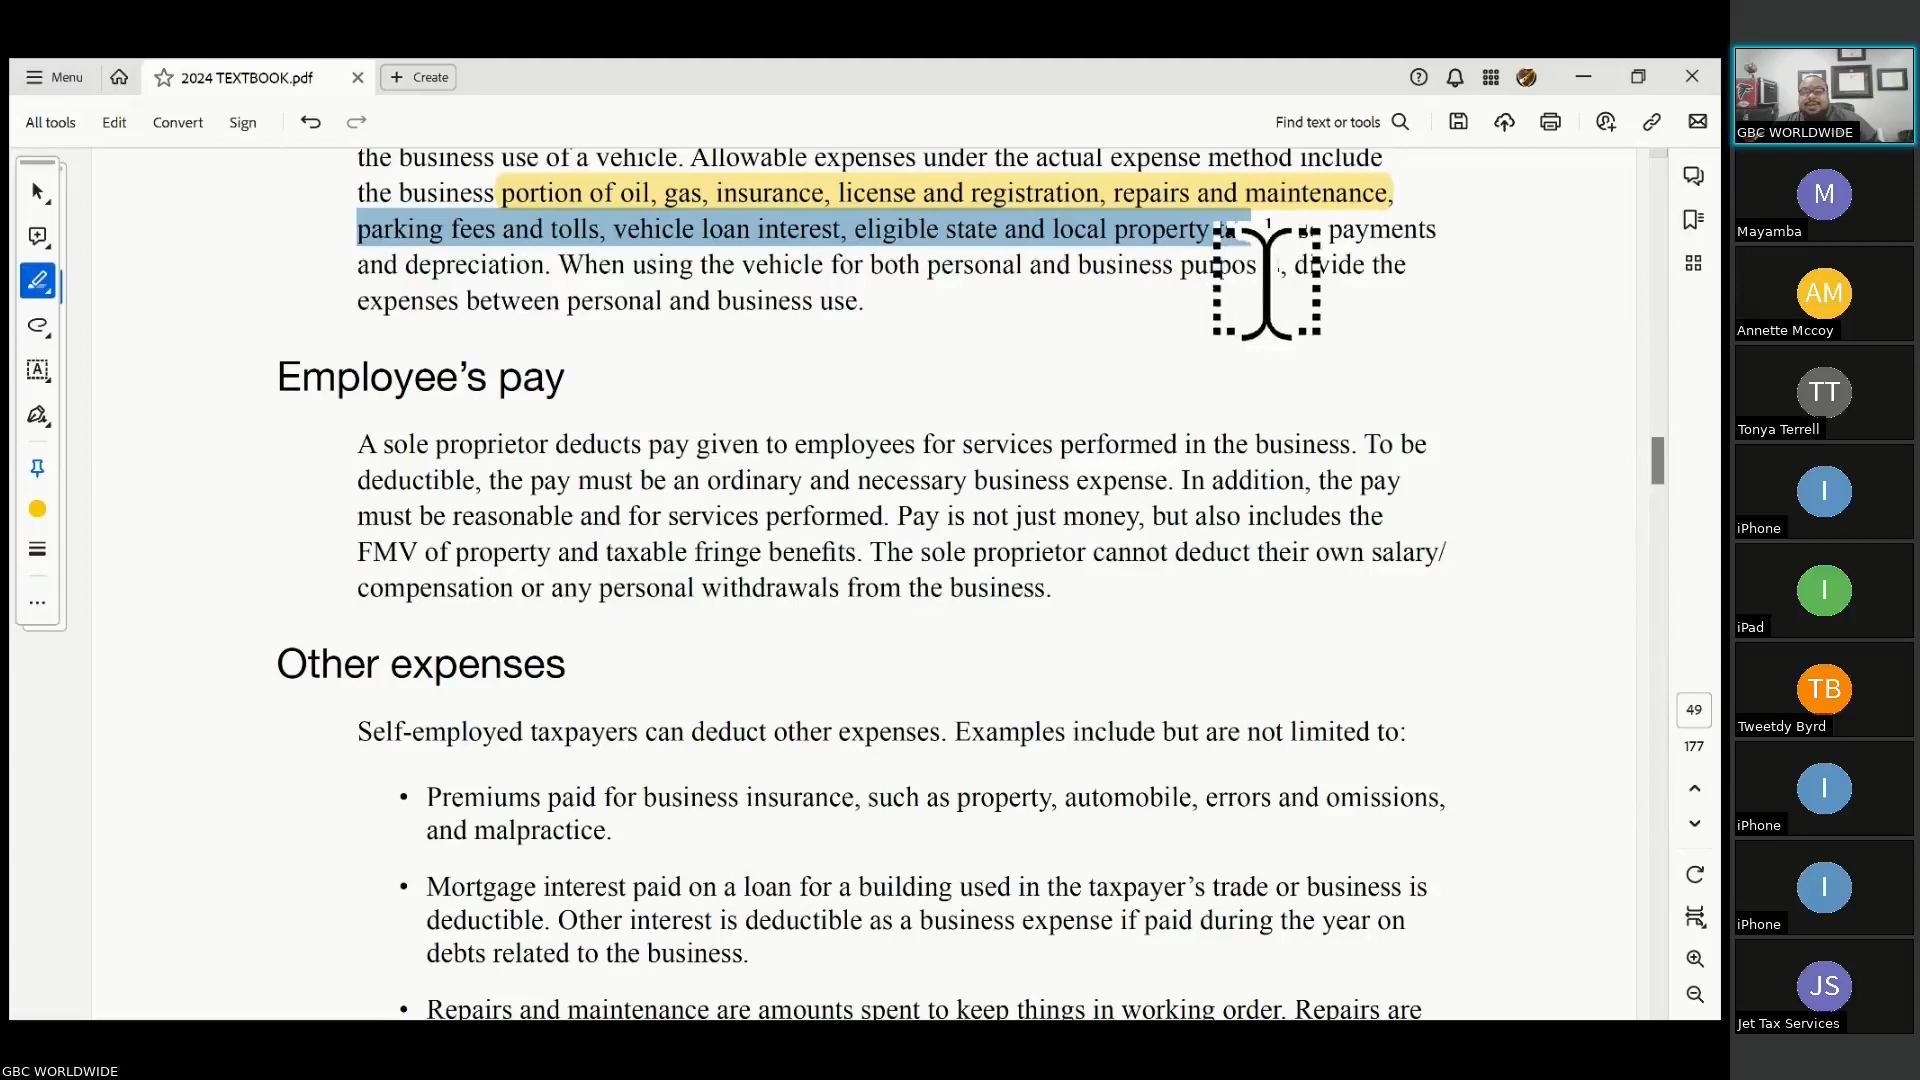 Menu
2024 TEXTBOOK.pdf
Create
All tools
Edit
Convert
Sign
Find text or tools
the business use of a vehicle. Allowable expenses under the actual expense method include
the business portion of oil, gas, insurance, license and registration, repairs and maintenance,
parking fees and tolls, vehicle loan interest, eligible state and local property payments
and depreciation. When using the vehicle for both personal and business divide the
expenses between personal and business use.
Employee’s pay
A sole proprietor deducts pay given to employees for services performed in the business. To be
deductible, the pay must be an ordinary and necessary business expense. In addition, the pay
must be reasonable and for services performed. Pay is not just money, but also includes the
FMV of property and taxable fringe benefits. The sole proprietor cannot deduct their own salary/
compensation or any personal withdrawals from the business.
Other expenses
Self-employed taxpayers can deduct other expenses. Examples include but are not limited to:
• Premiums paid for business insurance, such as property, automobile, errors and omissions,
and malpractice.
• Mortgage interest paid on a loan for a building used in the taxpayer’s trade or business is
deductible. Other interest is deductible as a business expense if paid during the year on
debts related to the business.
• Repairs and maintenance are amounts spent to keep things in working order. Repairs are
49
177
GBC WORLDWIDE
M
Mayamba
AM
Annette Mccoy
TT
Tonya Terrell
I
iPhone
I
iPad
TB
Tweetdy Byrd
I
iPhone
I
iPhone
JS
Jet Tax Services
GBC WORLDWIDE